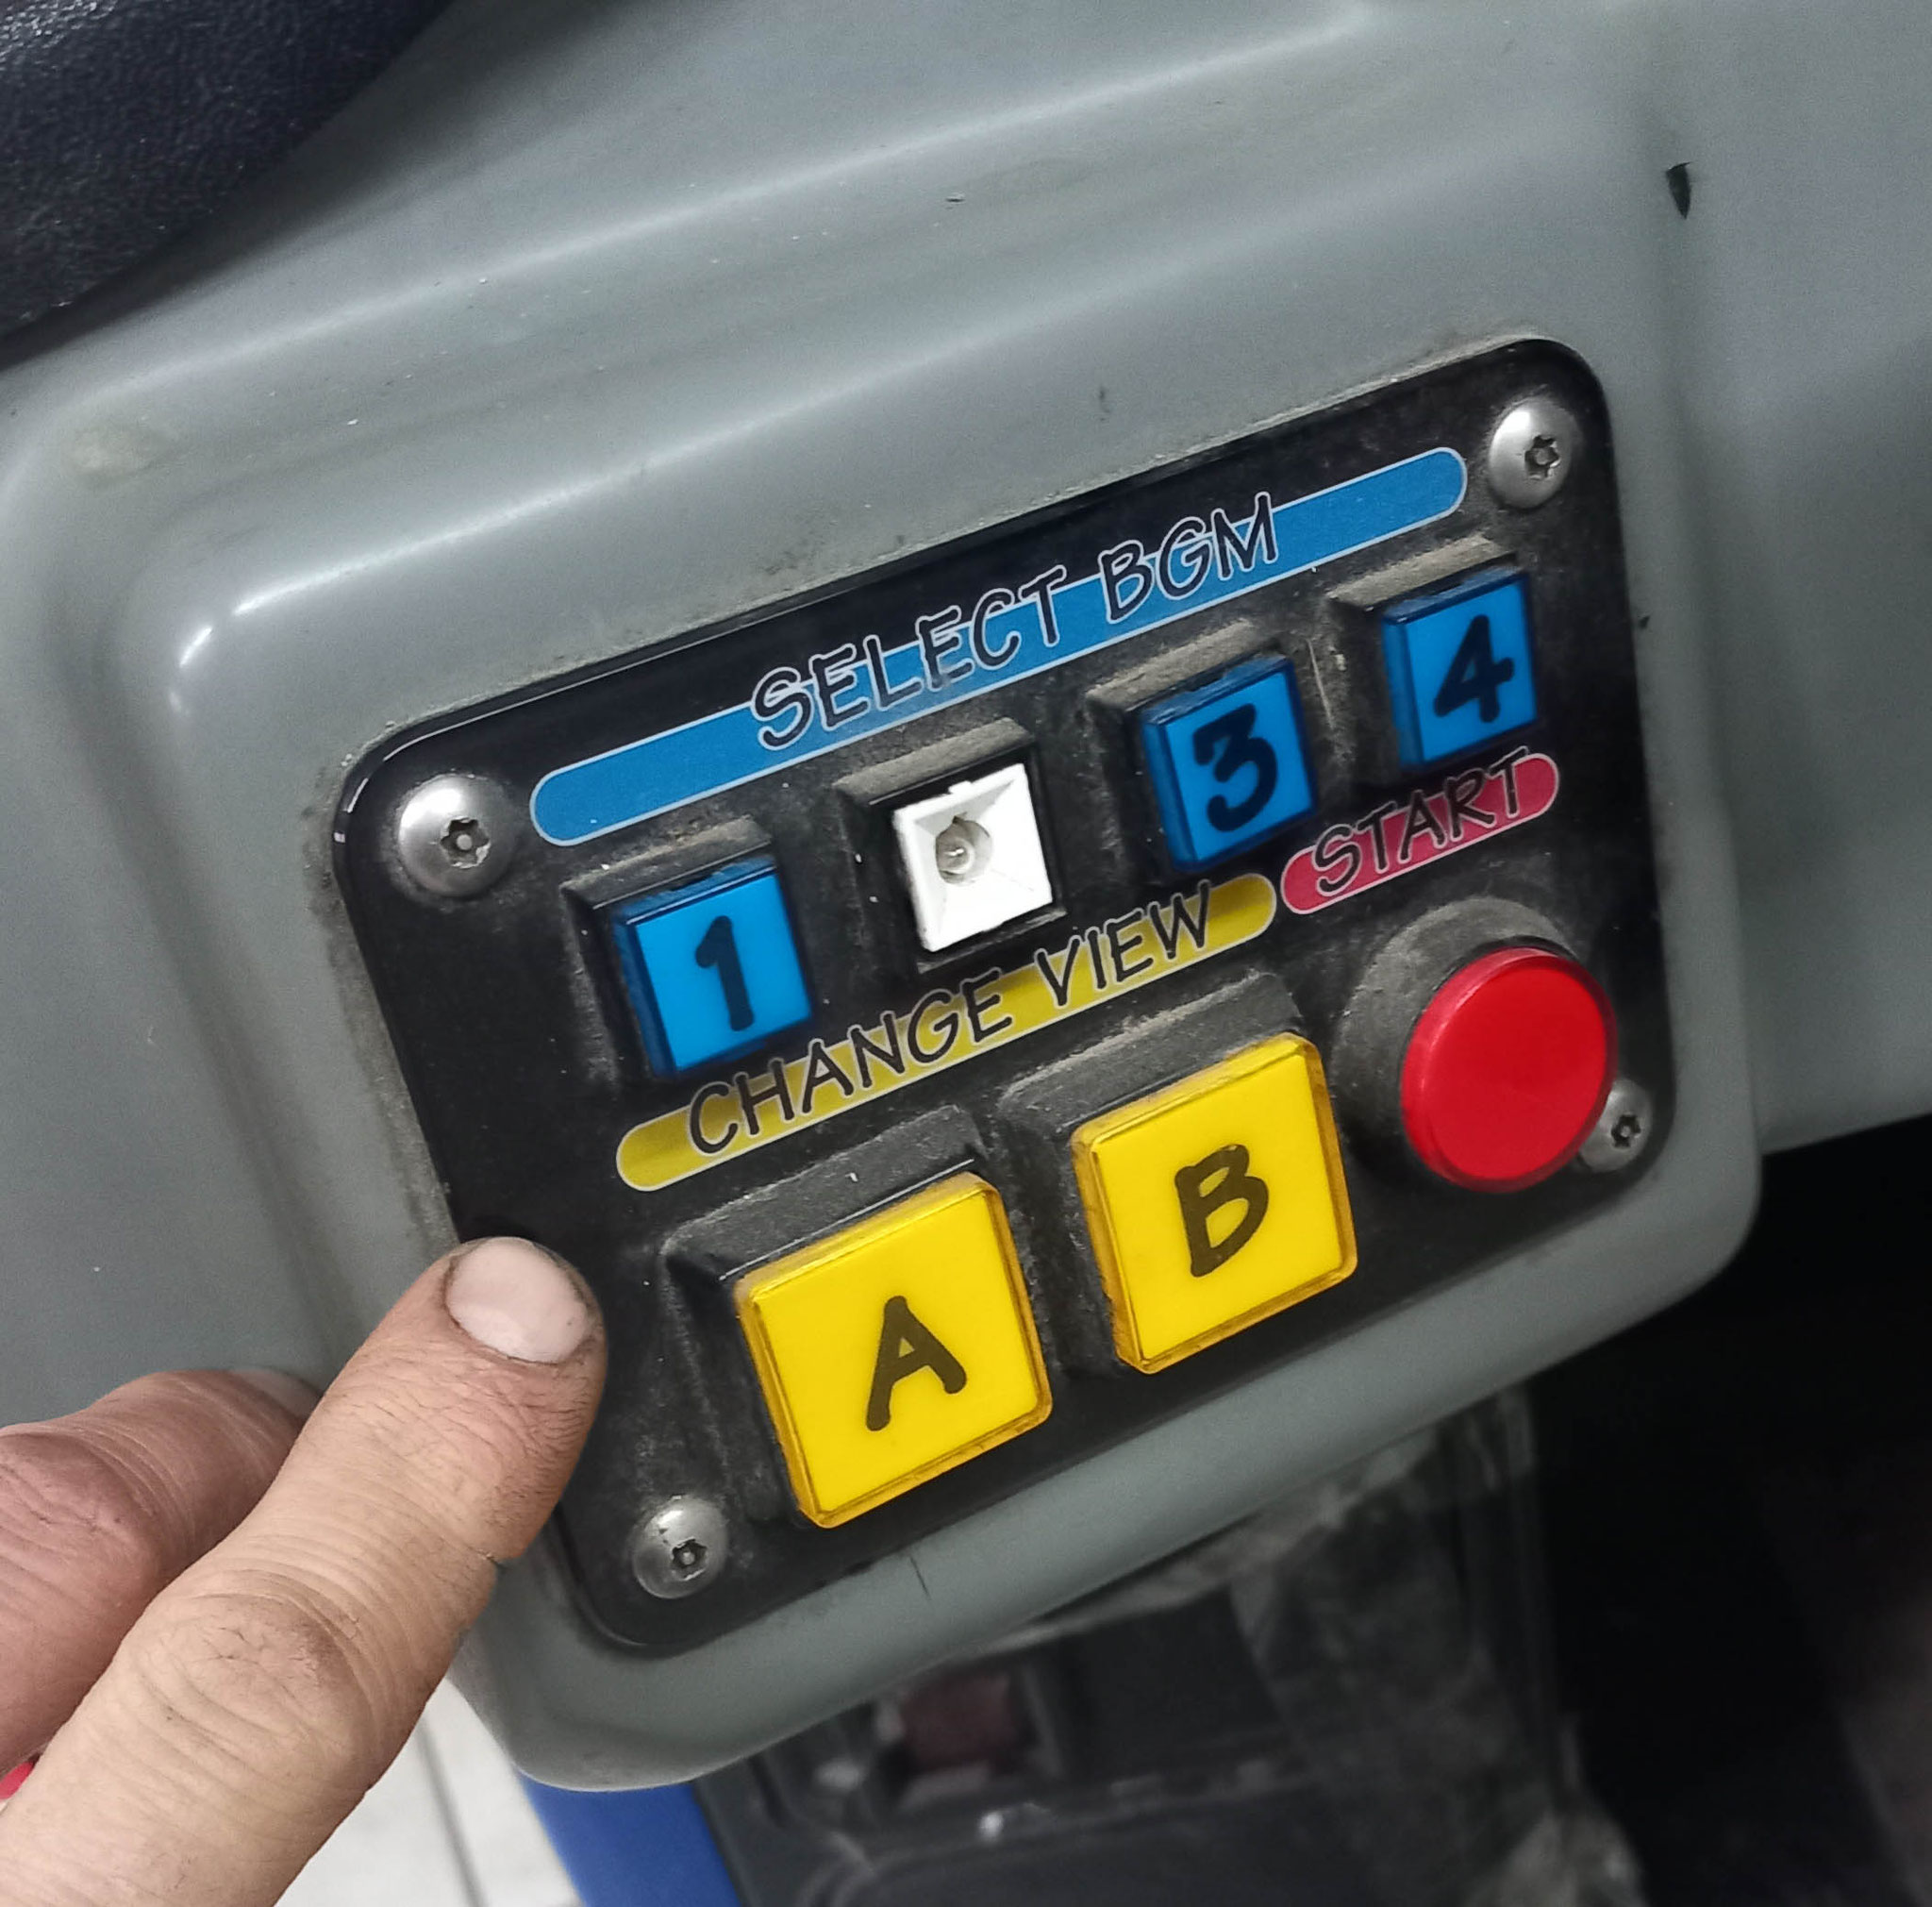 SELECT BGM
1 3 4
CHANGE VIEW START
A B